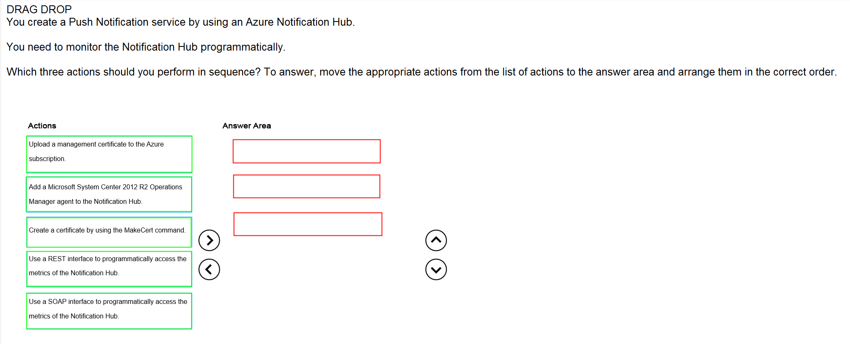 DRAG DROP
You create a Push Notification service by using an Azure Notification Hub.
You need to monitor the Notification Hub programmatically.
Which three actions should you perform in sequence? To answer, move the appropriate actions from the list of actions to the answer area and arrange them in the correct order.
Actions
Answer Area
Upload a management certificate to the Azure
subscription.
Add a Microsoft System Center 2012 R2 Operations
Manager agent to the Notification Hub.
Create a certificate by using the MakeCert command.
Use a REST interface to programmatically access the
metrics of the Notification Hub.
Use a SOAP interface to programmatically access the
metrics of the Notification Hub.